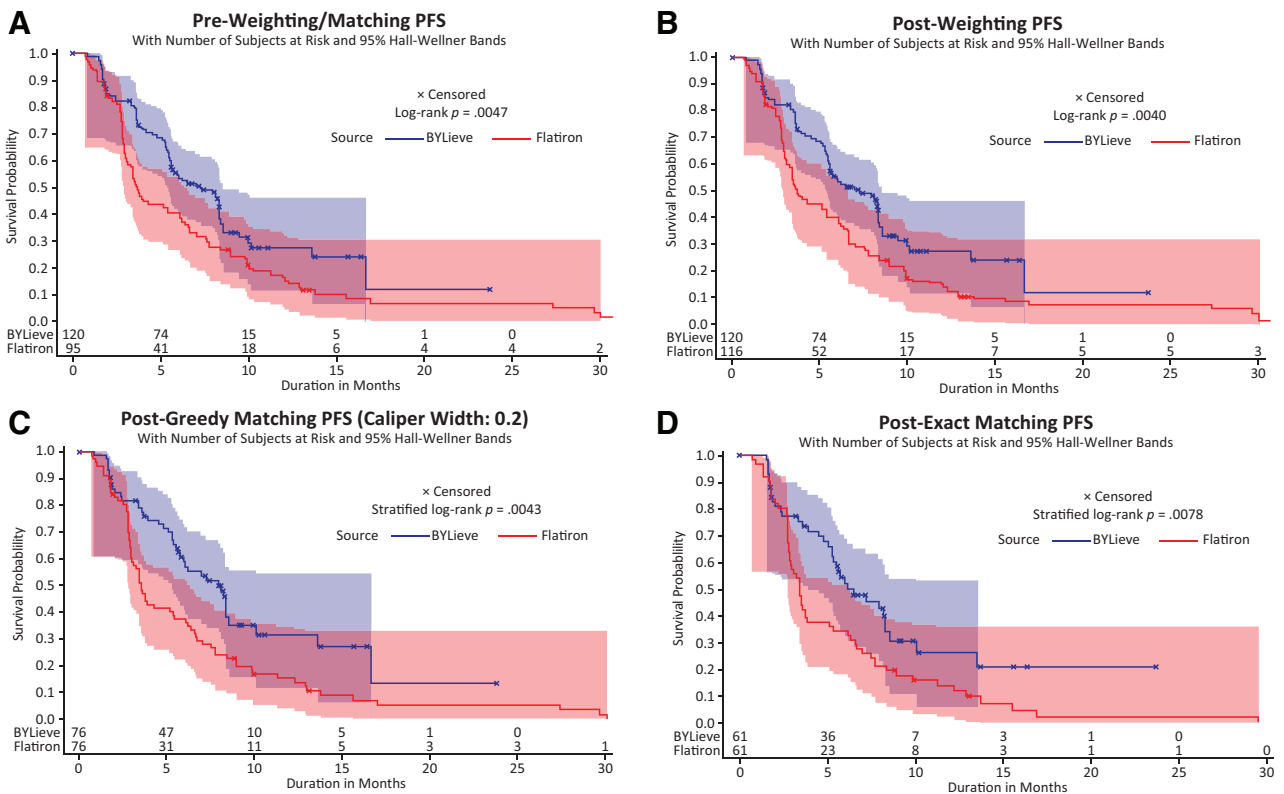 A
Pre-Weighting/Matching PFS
With Number of Subjects at Risk and 95% Hall-Wellner Bands
× Censored
Log-rank p = .0047
Source BYLieve Flatiron
Survival Probablility
1.0
0.9
0.8
0.7
0.6
0.5
0.4
0.3
0.2
0.1
0.0
BYLieve 120 74 15 5 1 0
Flatiron 95 41 18 6 4 4 2
0 5 10 15 20 25 30
Duration in Months
B
Post-Weighting PFS
With Number of Subjects at Risk and 95% Hall-Wellner Bands
× Censored
Log-rank p = .0040
Source BYLieve Flatiron
Survival Probablility
1.0
0.9
0.8
0.7
0.6
0.5
0.4
0.3
0.2
0.1
0.0
BYLieve 120 74 15 5 1 0
Flatiron 116 52 17 7 5 5 3
0 5 10 15 20 25 30
Duration in Months
C
Post-Greedy Matching PFS (Caliper Width: 0.2)
With Number of Subjects at Risk and 95% Hall-Wellner Bands
× Censored
Stratified log-rank p = .0043
Source BYLieve Flatiron
Survival Probablility
1.0
0.9
0.8
0.7
0.6
0.5
0.4
0.3
0.2
0.1
0.0
BYLieve 76 47 10 5 1 0
Flatiron 76 31 11 5 3 3 1
0 5 10 15 20 25 30
Duration in Months
D
Post-Exact Matching PFS
With Number of Subjects at Risk and 95% Hall-Wellner Bands
× Censored
Stratified log-rank p = .0078
Source BYLieve Flatiron
Survival Probablility
1.0
0.9
0.8
0.7
0.6
0.5
0.4
0.3
0.2
0.1
0.0
BYLieve 61 36 7 3 1 0
Flatiron 61 23 8 3 1 1 0
0 5 10 15 20 25 30
Duration in Months